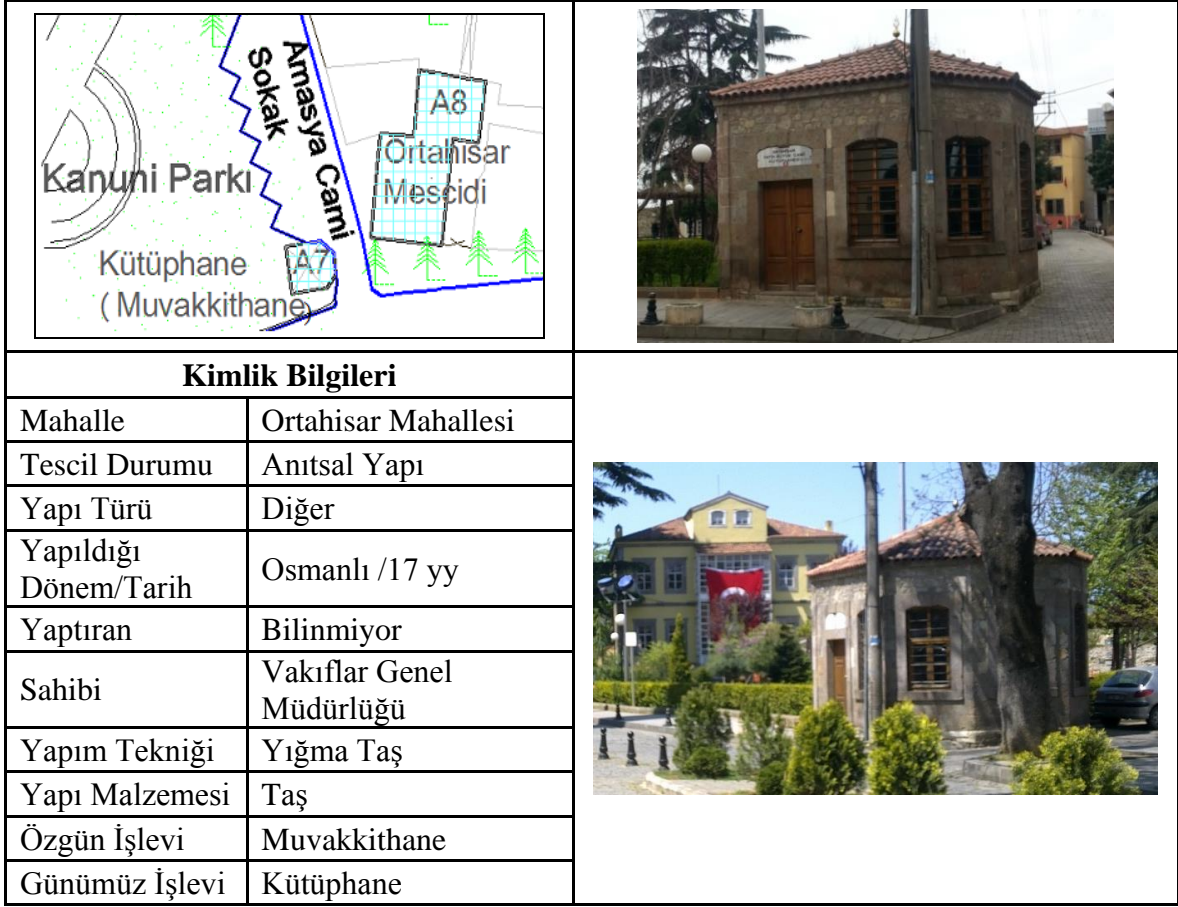 Amasya Cami
Sokak
A8
Ortahisar
Mescidi
Kanuni Parkı
Kütüphane
( Muvakkithane)
A7
Kimlik Bilgileri
Mahalle Ortahisar Mahallesi
Tescil Durumu Anıtsal Yapı
Yapı Türü Diğer
Yapıldığı
Dönem/Tarih Osmanlı /17 yy
Yaptıran Bilinmiyor
Sahibi Vakıflar Genel
Müdürlüğü
Yapım Tekniği Yığma Taş
Yapı Malzemesi Taş
Özgün İşlevi Muvakkithane
Günümüz İşlevi Kütüphane